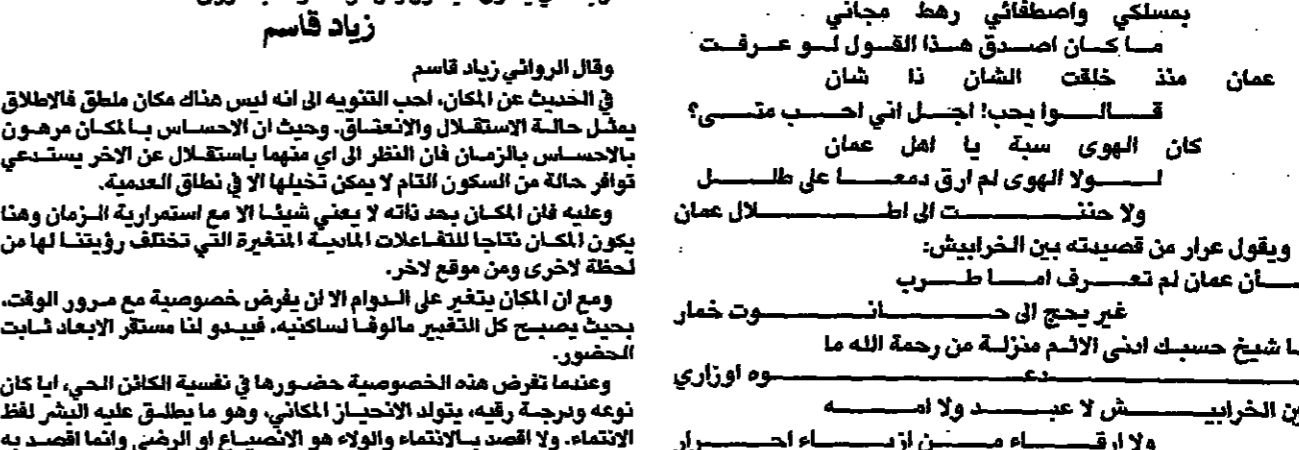 بمسلكي واصطفائي رهط مجاني
ما كان اصدق هذا القول لو عرفت
عمان منذ خلقت الشان ذا شان
قالوا يحب! اجل اني احب متى؟
كان الهوى سبة يا اهل عمان
لولا الهوى لم ارق دمعا على طلل
ولا حننت الى اطلال عمان
ويقول عرار من قصيدته بين الخرابيش:
أن عمان لم تعرف اما طرب
غير يحج الى حانوت خمار
ا شيخ حسبك ادنى الاثم منزلة من رحمة الله ما
دعوه اوزاري
ين الخرابيش لا عبد ولا امه
ولا ارقاء من ازياء احرار
زياد قاسم
وقال الروائي زياد قاسم
في الحديث عن المكان، احب التنويه الى انه ليس هناك مكان مطلق فالاطلاق
يمثل حالة الاستقلال والانعتاق. وحيث ان الاحساس بالمكان مرهون
بالاحساس بالزمان فان النظر الى اي منهما باستقلال عن الاخر يستدعي
توافر حالة من السكون التام لا يمكن تخيلها الا في نطاق العدمية.
وعليه فان المكان بحد ذاته لا يعني شيئا الا مع استمرارية الزمان وهنا
يكون المكان نتاجا للتفاعلات المادية المتغيرة التي تختلف رؤيتنا لها من
لحظة لاخرى ومن موقع لاخر.
ومع ان المكان يتغير على الدوام الا ان يفرض خصوصية مع مرور الوقت،
بحيث يصبح كل التغيير مالوفا لساكنيه، فيبدو لنا مستقر الابعاد ثابت
الحضور.
وعندما تفرض هذه الخصوصية حضورها في نفسية الكائن الحي، ايا كان
نوعه ودرجة رقيه، يتولد الانحياز المكاني، وهو ما يطلق عليه البشر لفظ
الانتماء. ولا اقصد بالانتماء والولاء هو الانصياع او الرضى وانما اقصد به